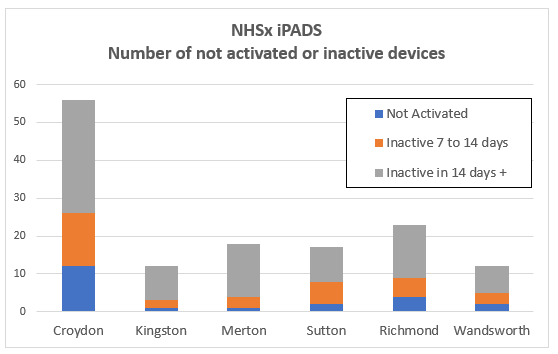 NHSx iPADS
Number of not activated or inactive devices
60
50
40
30
20
10
0
Not Activated
Inactive 7 to 14 days
Inactive in 14 days +
Croydon Kingston Merton Sutton Richmond Wandsworth